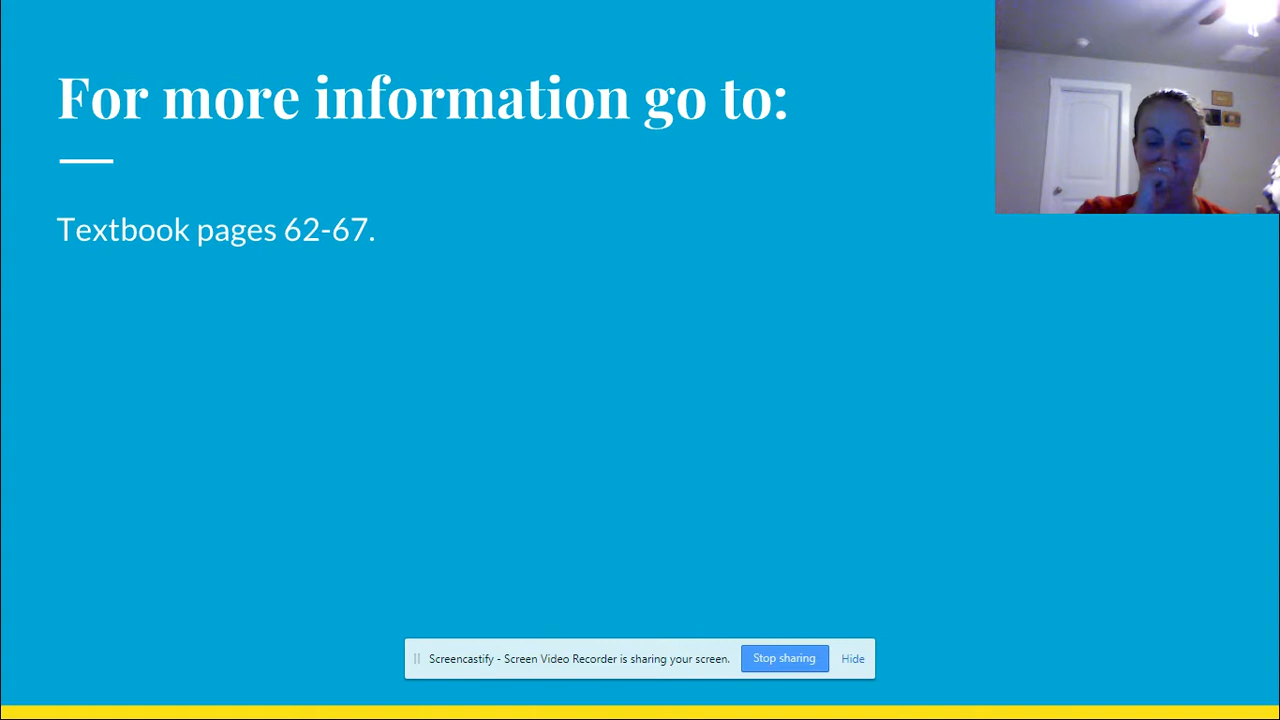 For more information go to:
Textbook pages 62-67.
Screencastify - Screen Video Recorder is sharing your screen.
Stop sharing
Hide